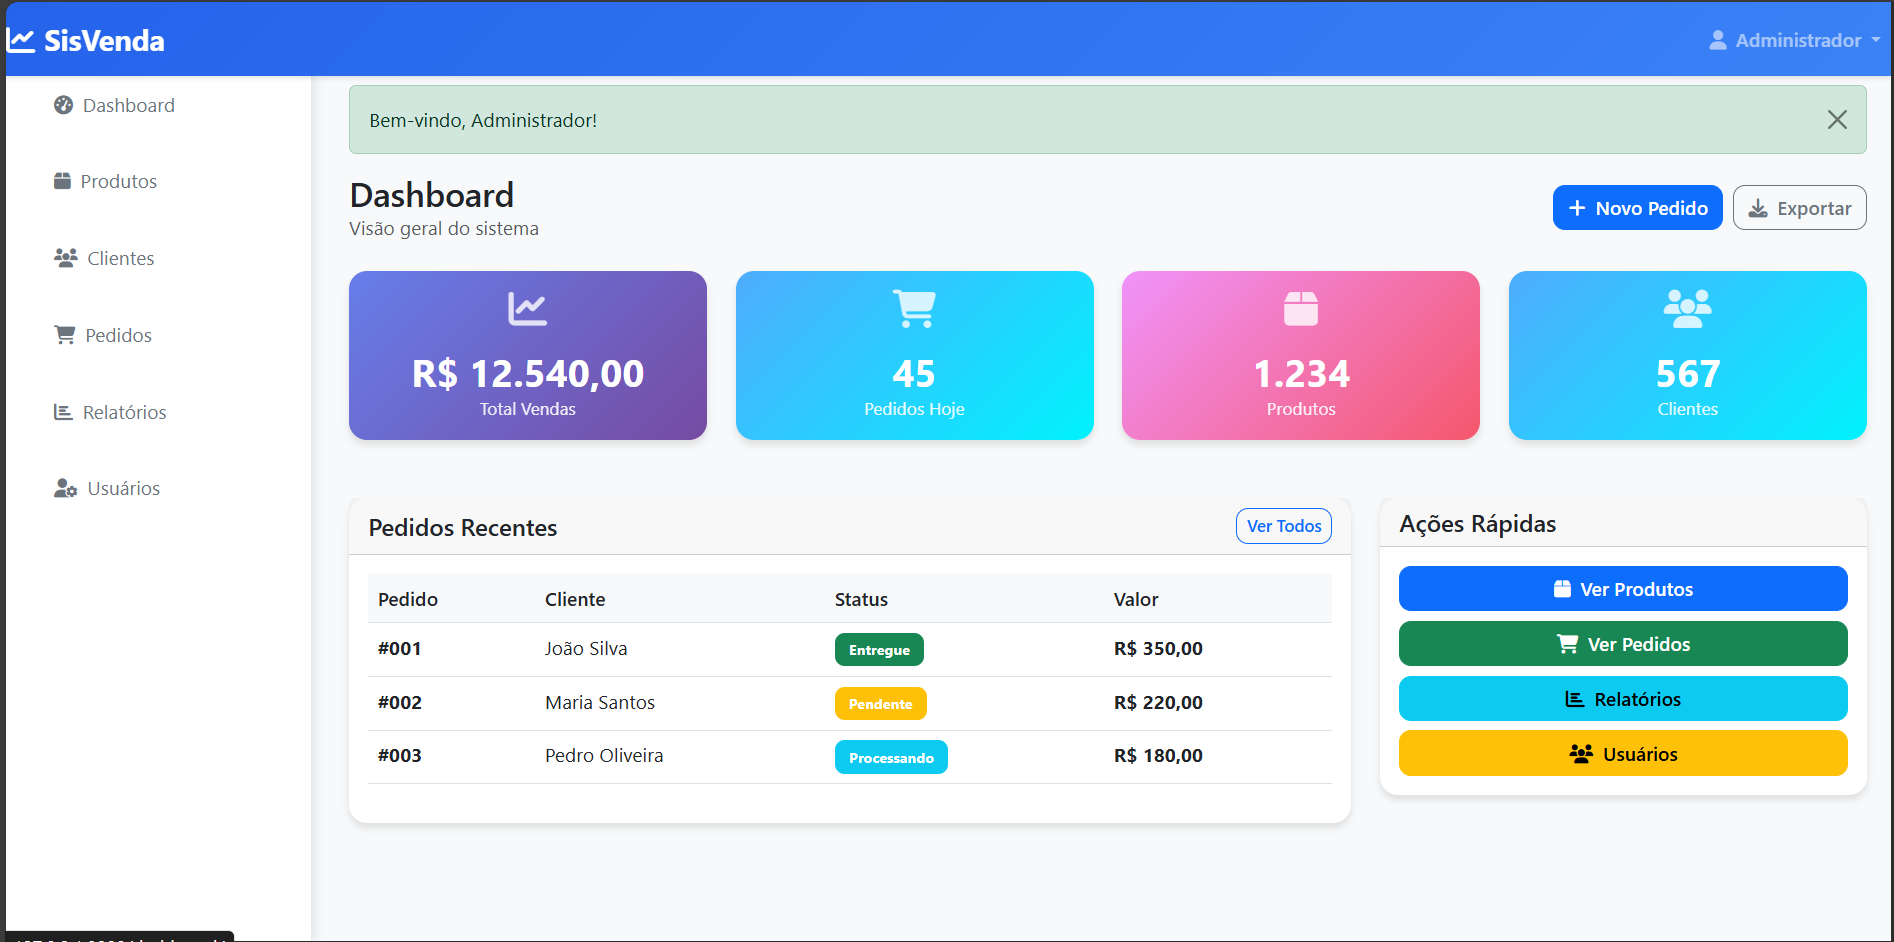 SisVenda
Administrador
Dashboard
Produtos
Clientes
Pedidos
Relatórios
Usuários
Bem-vindo, Administrador!
Dashboard
Visão geral do sistema
Novo Pedido
Exportar
R$ 12.540,00
Total Vendas
45
Pedidos Hoje
1.234
Produtos
567
Clientes
Pedidos Recentes
Ver Todos
Pedido Cliente Status Valor
#001 João Silva Entregue R$ 350,00
#002 Maria Santos Pendente R$ 220,00
#003 Pedro Oliveira Processando R$ 180,00
Ações Rápidas
Ver Produtos
Ver Pedidos
Relatórios
Usuários